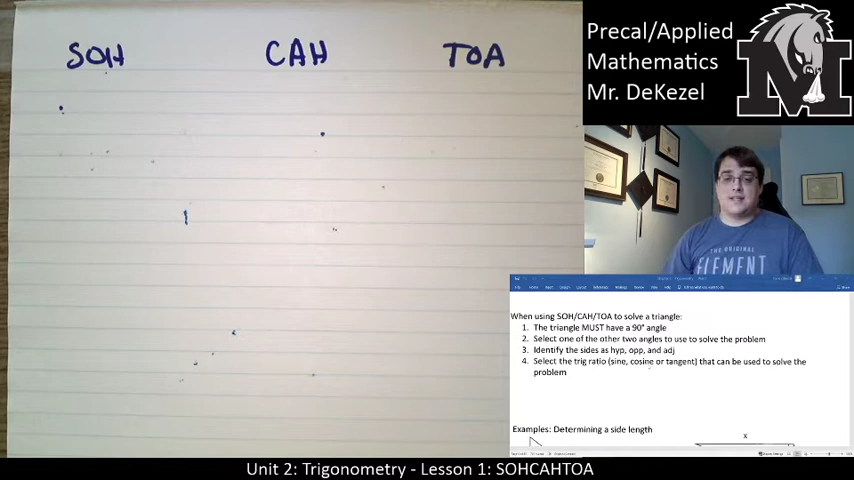 SOH CAH TOA
Precal/Applied
Mathematics
Mr. DeKezel
THE ORIGINAL
ELEMENT
When using SOH/CAH/TOA to solve a triangle:
1. The triangle MUST have a 90° angle
2. Select one of the other two angles to use to solve the problem
3. Identify the sides as hyp, opp, and adj
4. Select the trig ratio (sine, cosine or tangent) that can be used to solve the
problem
Examples: Determining a side length
x
Unit 2: Trigonometry - Lesson 1: SOHCAHTOA